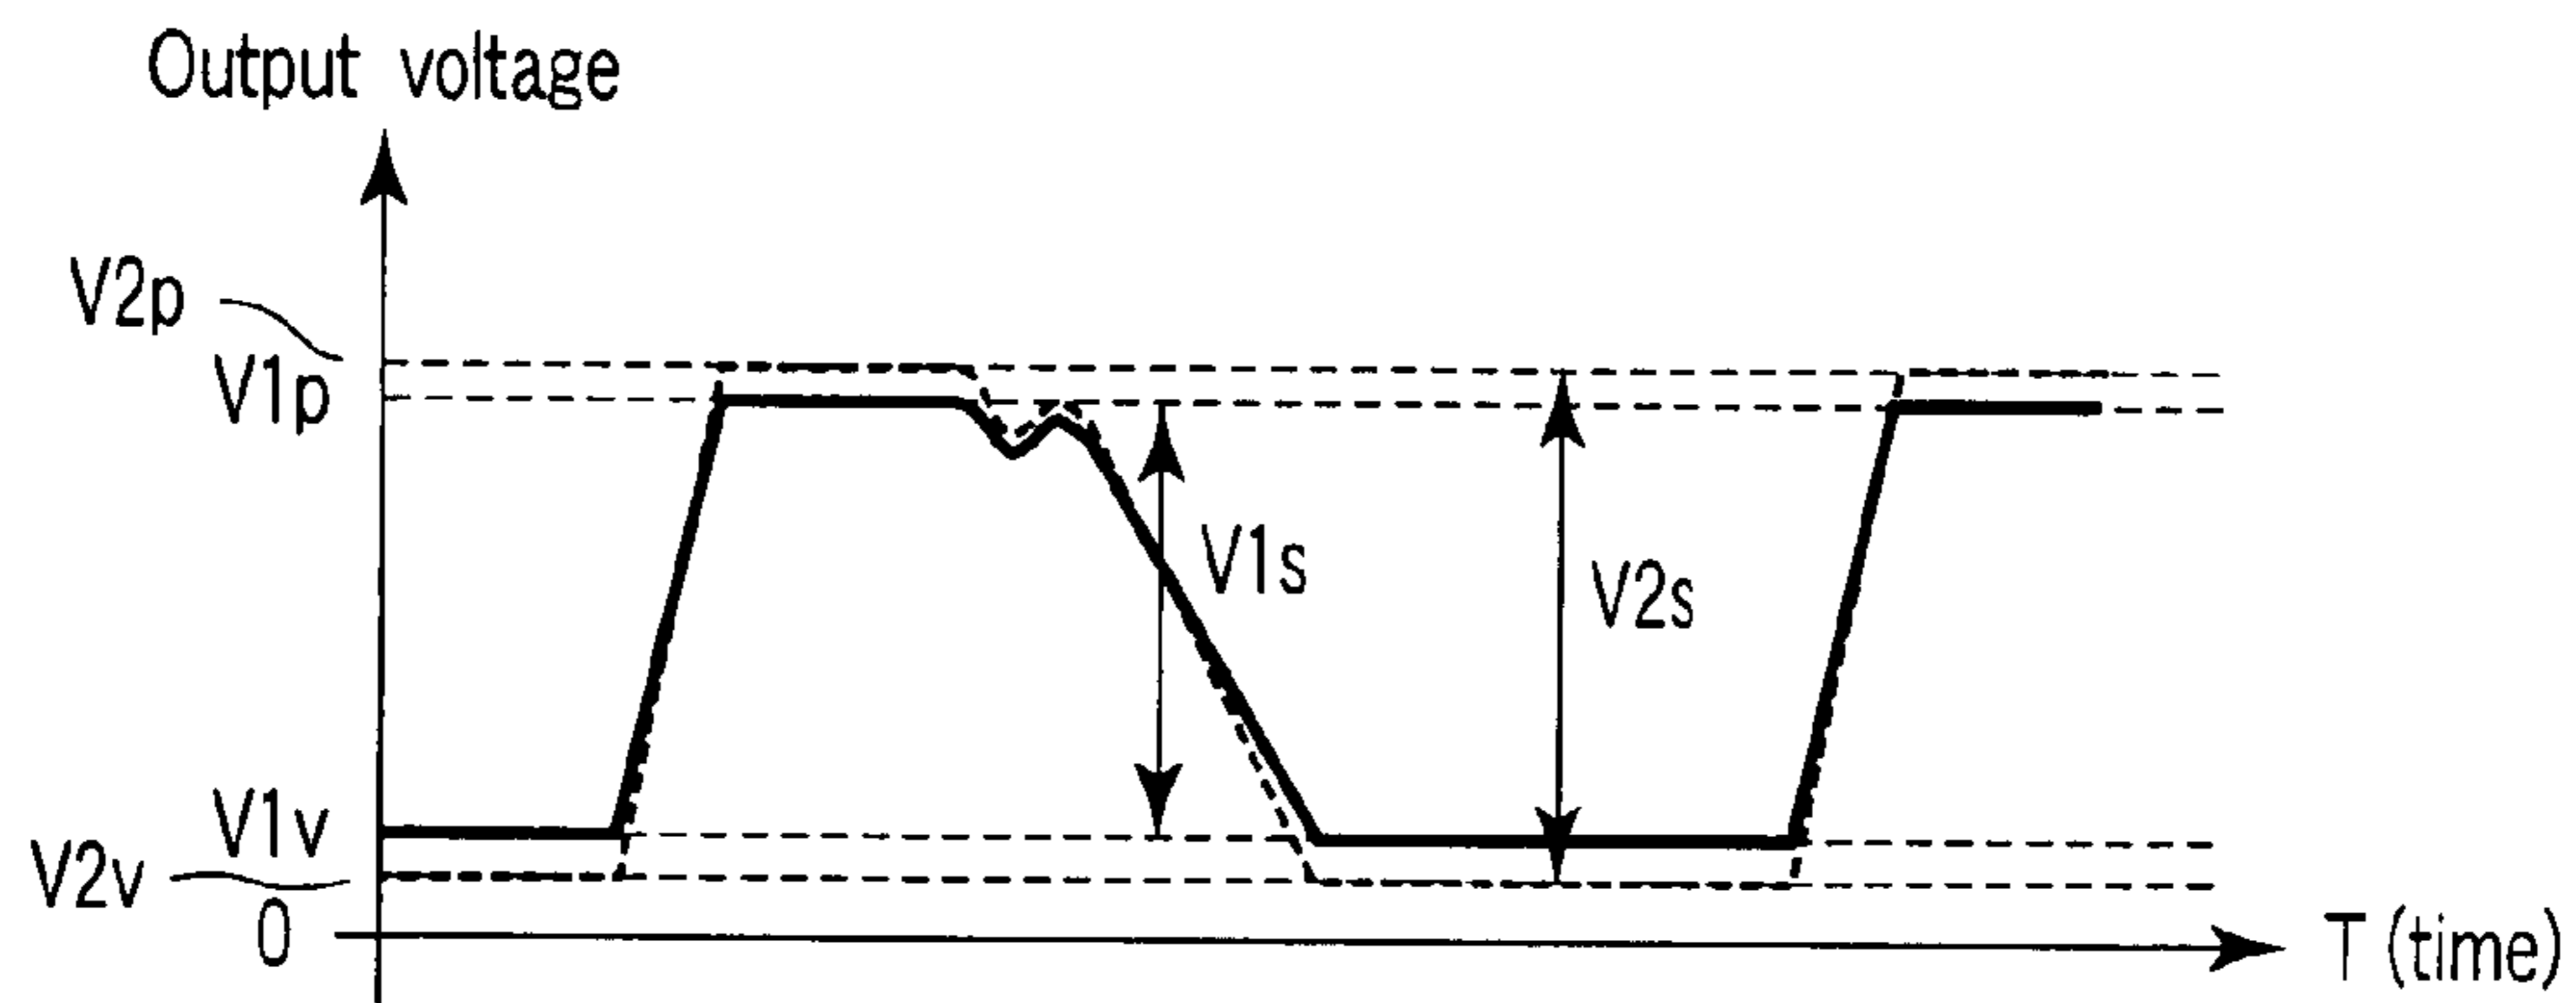 Output voltage
V2p
V1p
V1s
V2s
V1v
V2v
0
T (time)